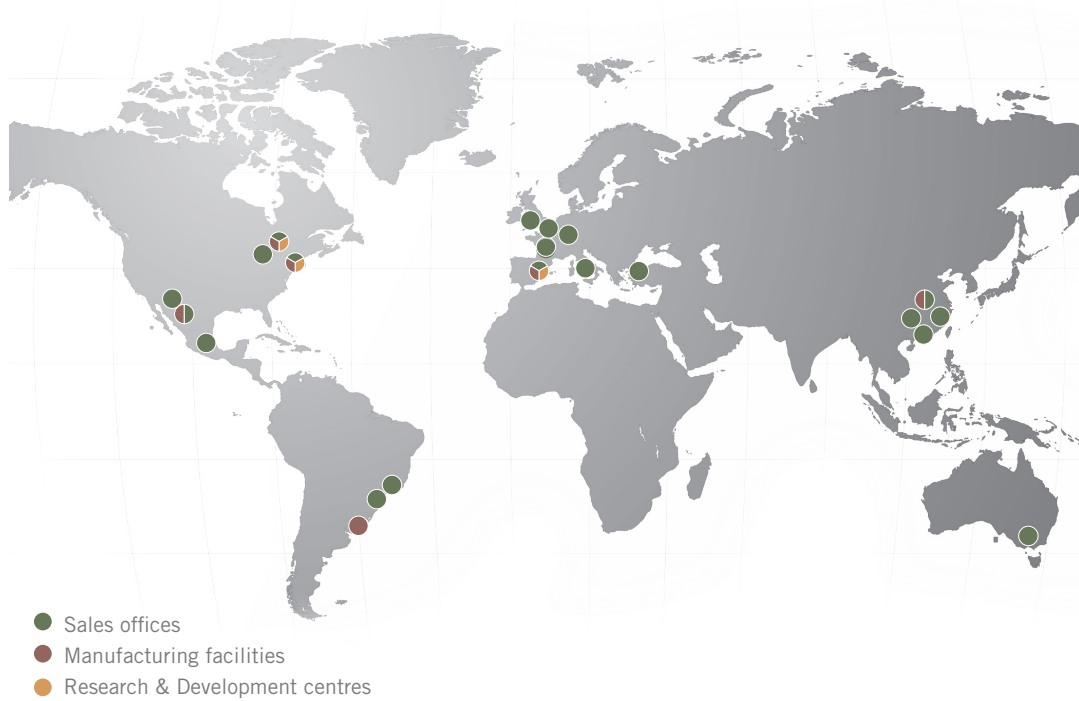 Sales offices
Manufacturing facilities
Research & Development centres